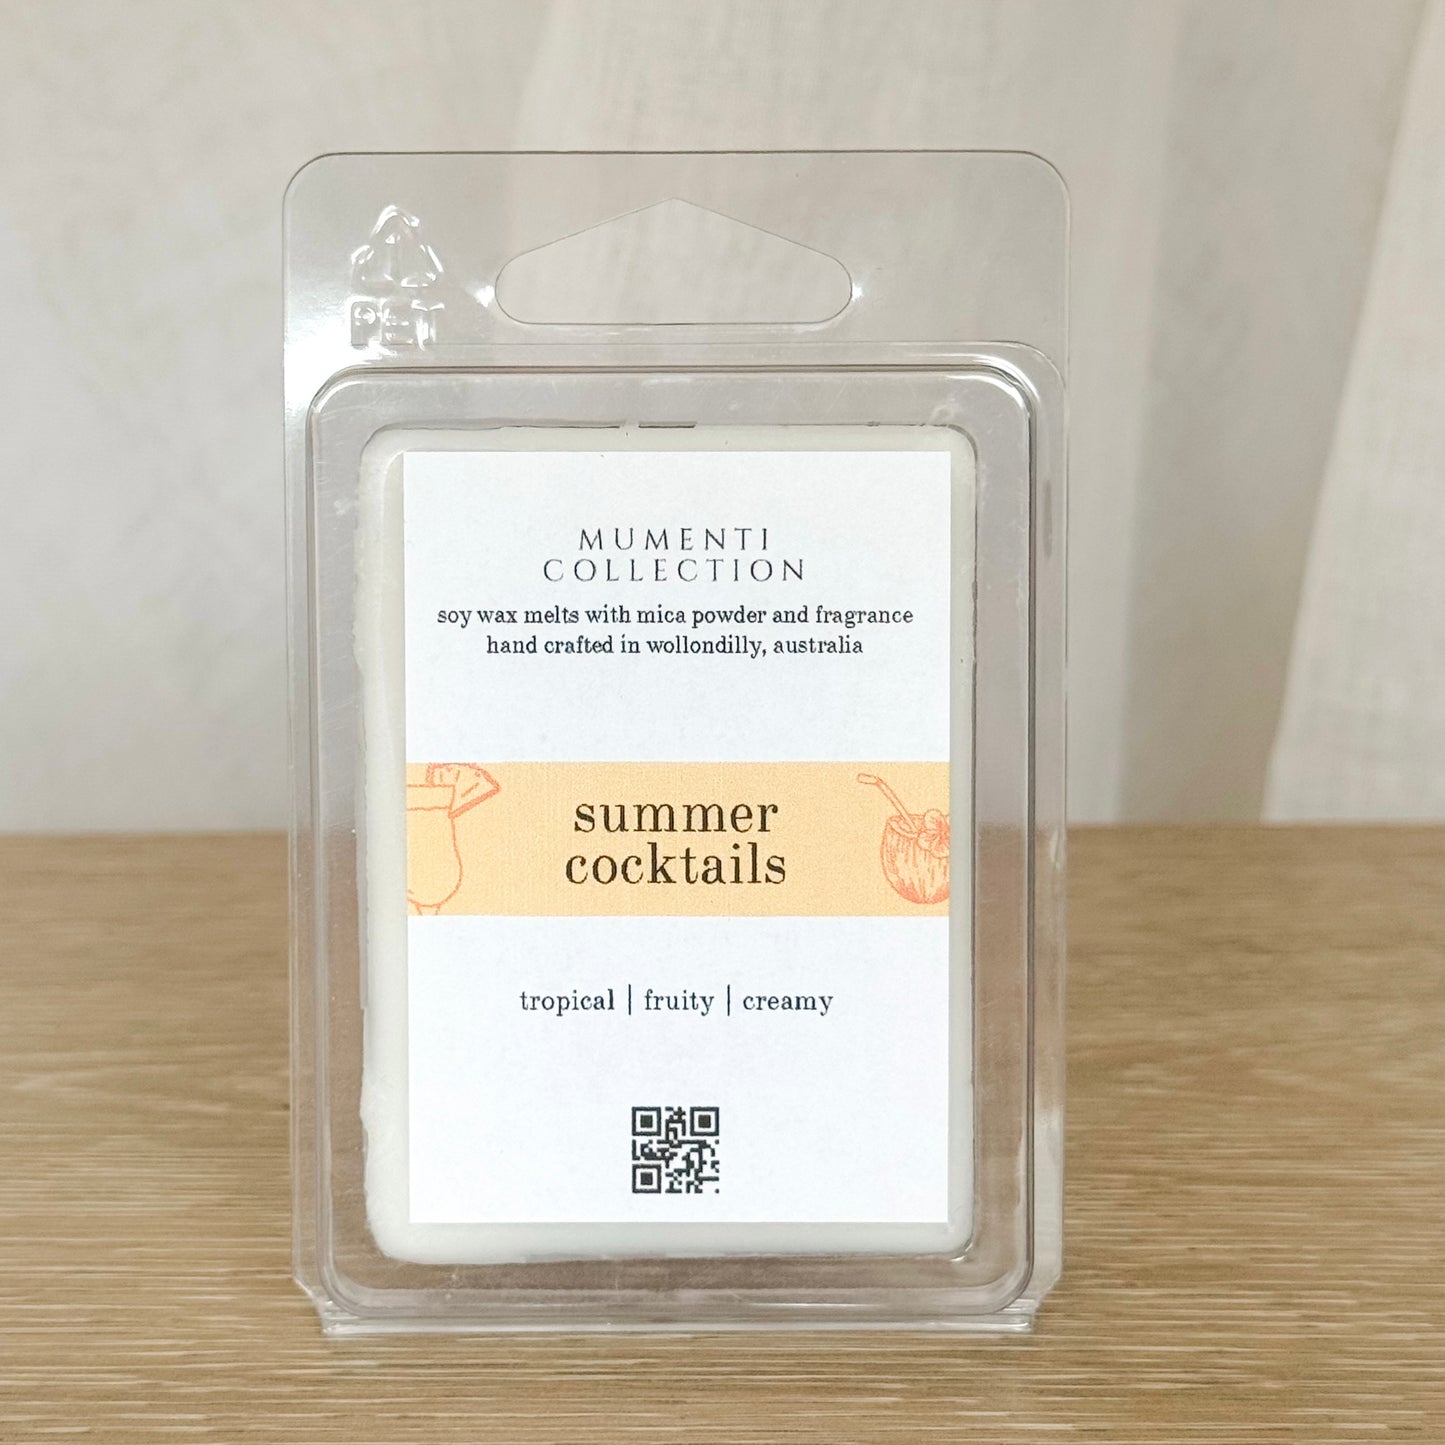 PET
MUMENTI
COLLECTION
soy wax melts with mica powder and fragrance
hand crafted in wollondilly, australia
summer
cocktails
tropical | fruity | creamy